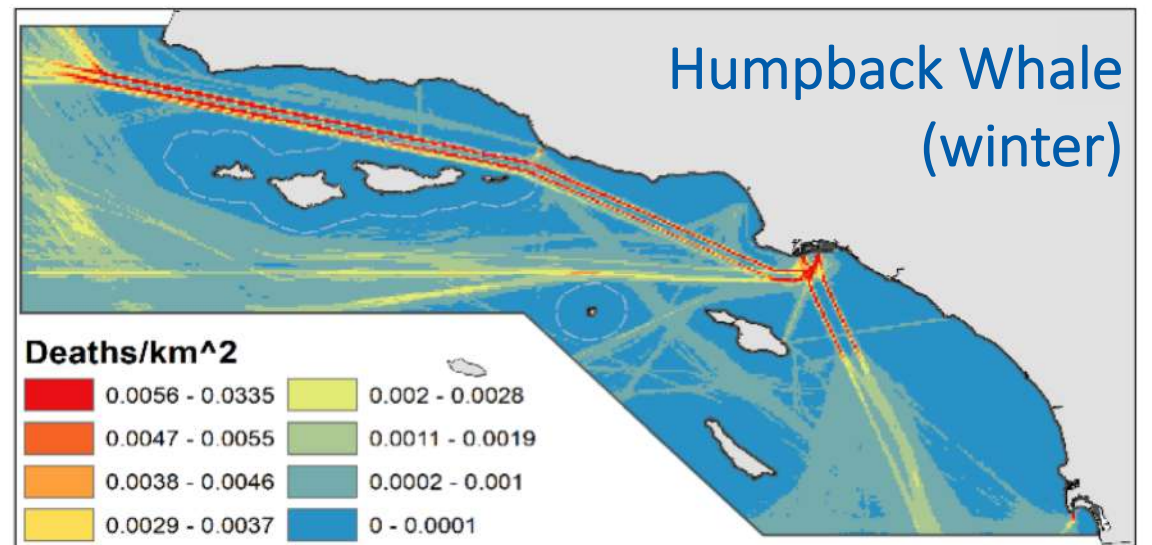 Humpback Whale
(winter)
Deaths/km^2
0.0056 - 0.0335
0.002 - 0.0028
0.0047 - 0.0055
0.0011 - 0.0019
0.0038 - 0.0046
0.0002 - 0.001
0.0029 - 0.0037
0 - 0.0001